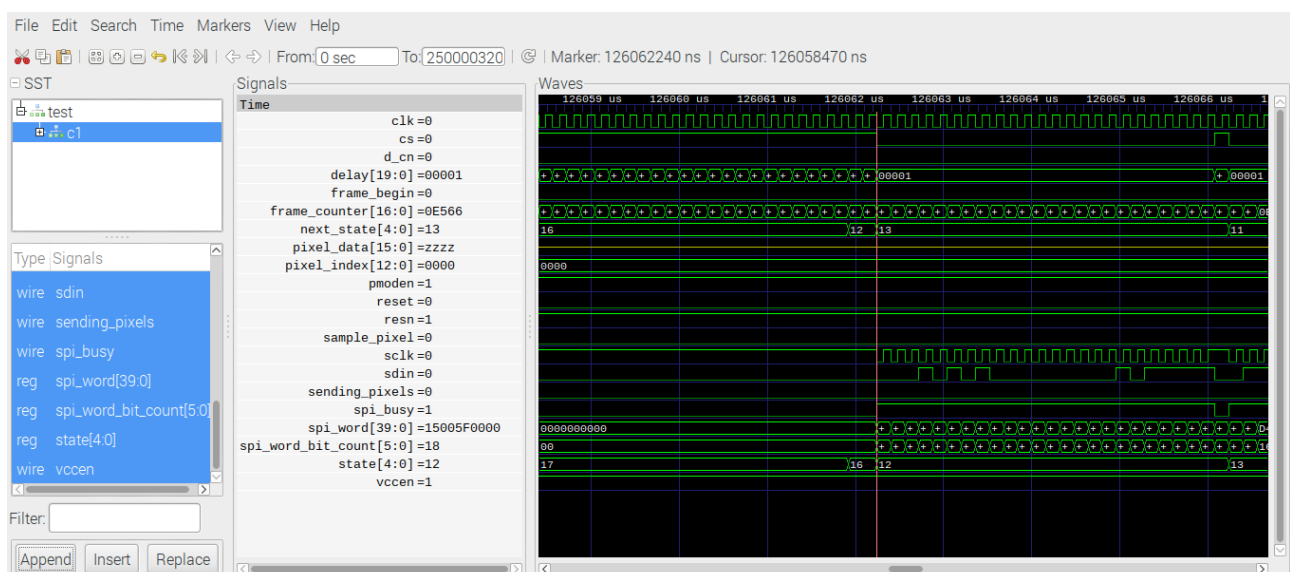 File Edit Search Time Markers View Help
From: 0 sec To: 250000320 Marker: 126062240 ns | Cursor: 126058470 ns
SST
test
c1
Type Signals
wire sdin
wire sending_pixels
wire spi_busy
reg spi_word[39:0]
reg spi_word_bit_count[5:0]
reg state[4:0]
wire vccen
Filter:
Append Insert Replace
Signals
Time
clk=0
cs=0
d_cn=0
delay[19:0]=00001
frame_begin=0
frame_counter[16:0]=0E566
next_state[4:0]=13
pixel_data[15:0]=zzzz
pixel_index[12:0]=0000
pmoden=1
reset=0
resn=1
sample_pixel=0
sclk=0
sdin=0
sending_pixels=0
spi_busy=1
spi_word[39:0]=15005F0000
spi_word_bit_count[5:0]=18
state[4:0]=12
vccen=1
Waves
126059 us 126060 us 126061 us 126062 us 126063 us 126064 us 126065 us 126066 us 1
+ + + + + + + + + + + + + + + + + + + + + + + + 00001 + 00001
16 12 13 11
0000
0000000000
00
17 16 12 13